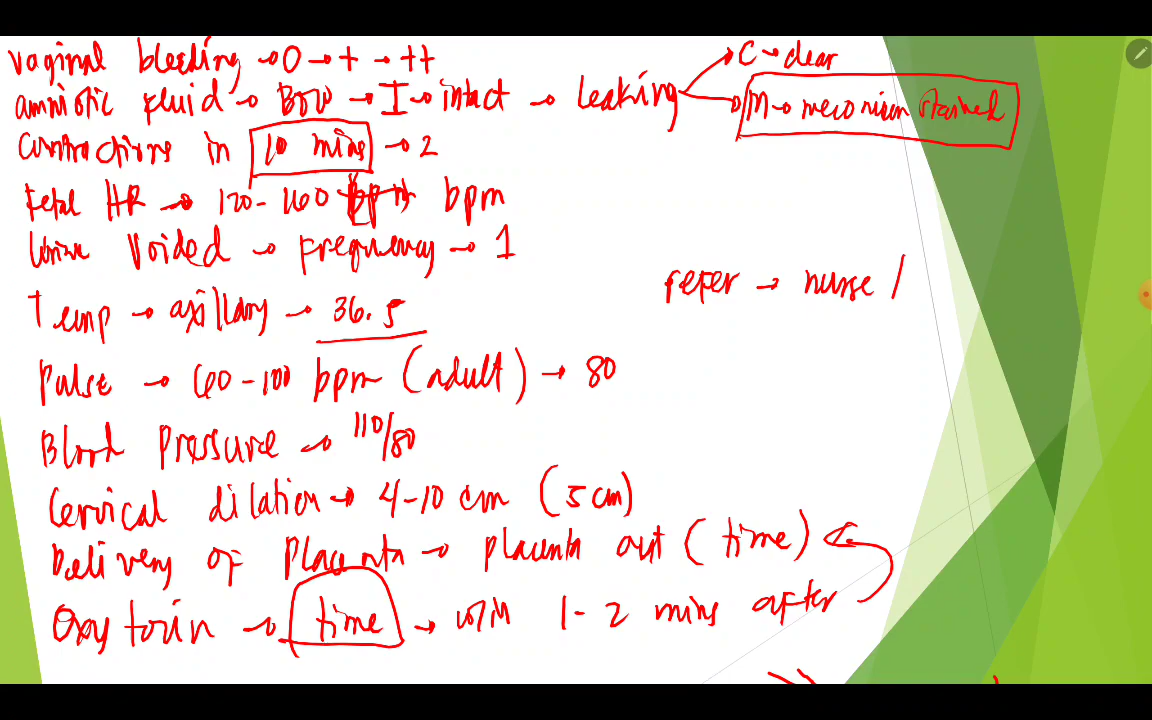 vaginal bleeding → 0 → + → ++
amniotic fluid → BOW → I → intact → Leaking
C → clear
M → meconium stained
contractions in 10 mins → 2
Fetal HR → 120-160 bpm bpm
Urine voided → frequency → 1
Temp → axillary → 36.5
refer → nurse /
Pulse → 60-100 bpm (adult) → 80
Blood Pressure → 110/80
Cervical dilation → 4-10 cm (5 cm)
Delivery of Placenta → placenta out (time)
Oxytocin → time → w/n 1-2 mins after